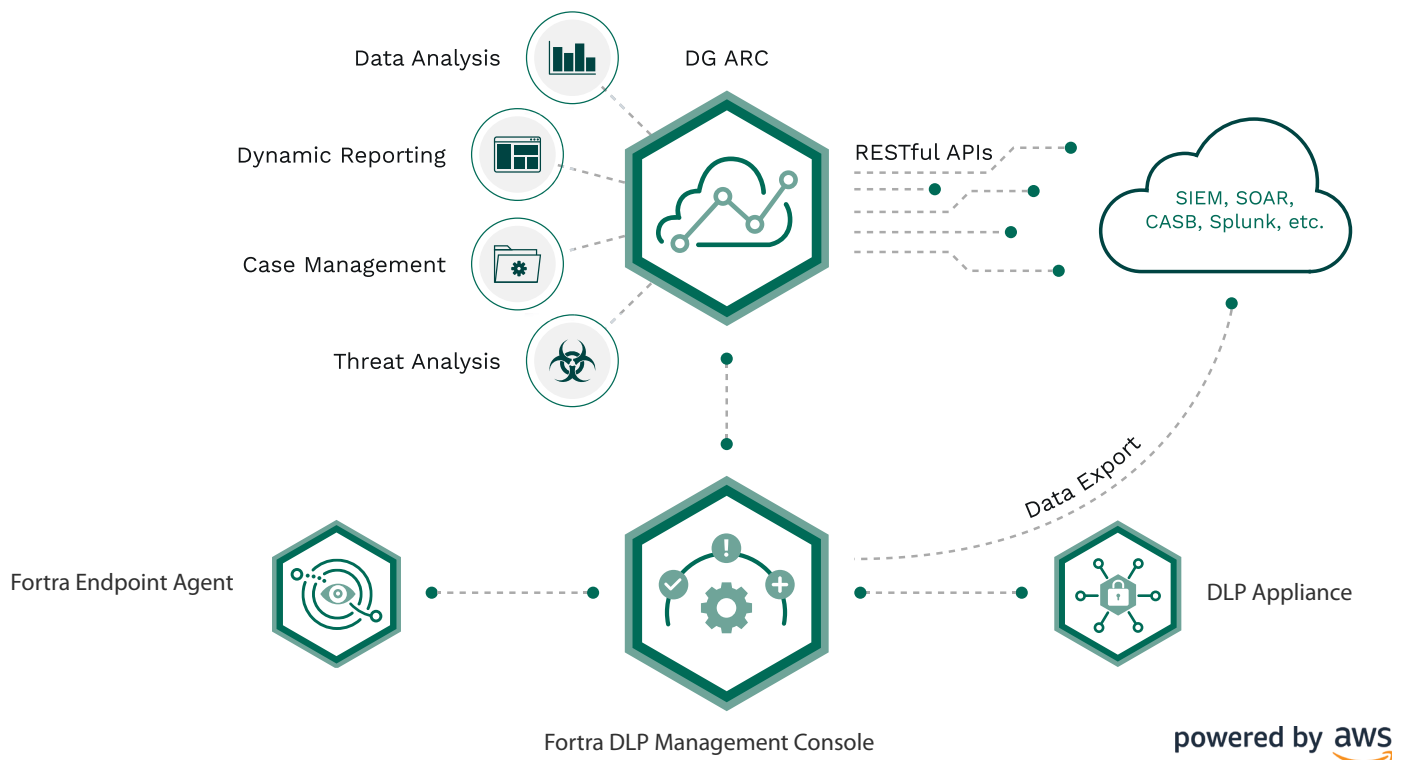 Data Analysis
DG ARC
Dynamic Reporting
RESTful APIs
SIEM, SOAR,
CASB, Splunk, etc.
Case Management
Threat Analysis
Data Export
Fortra Endpoint Agent
DLP Appliance
Fortra DLP Management Console
powered by aws